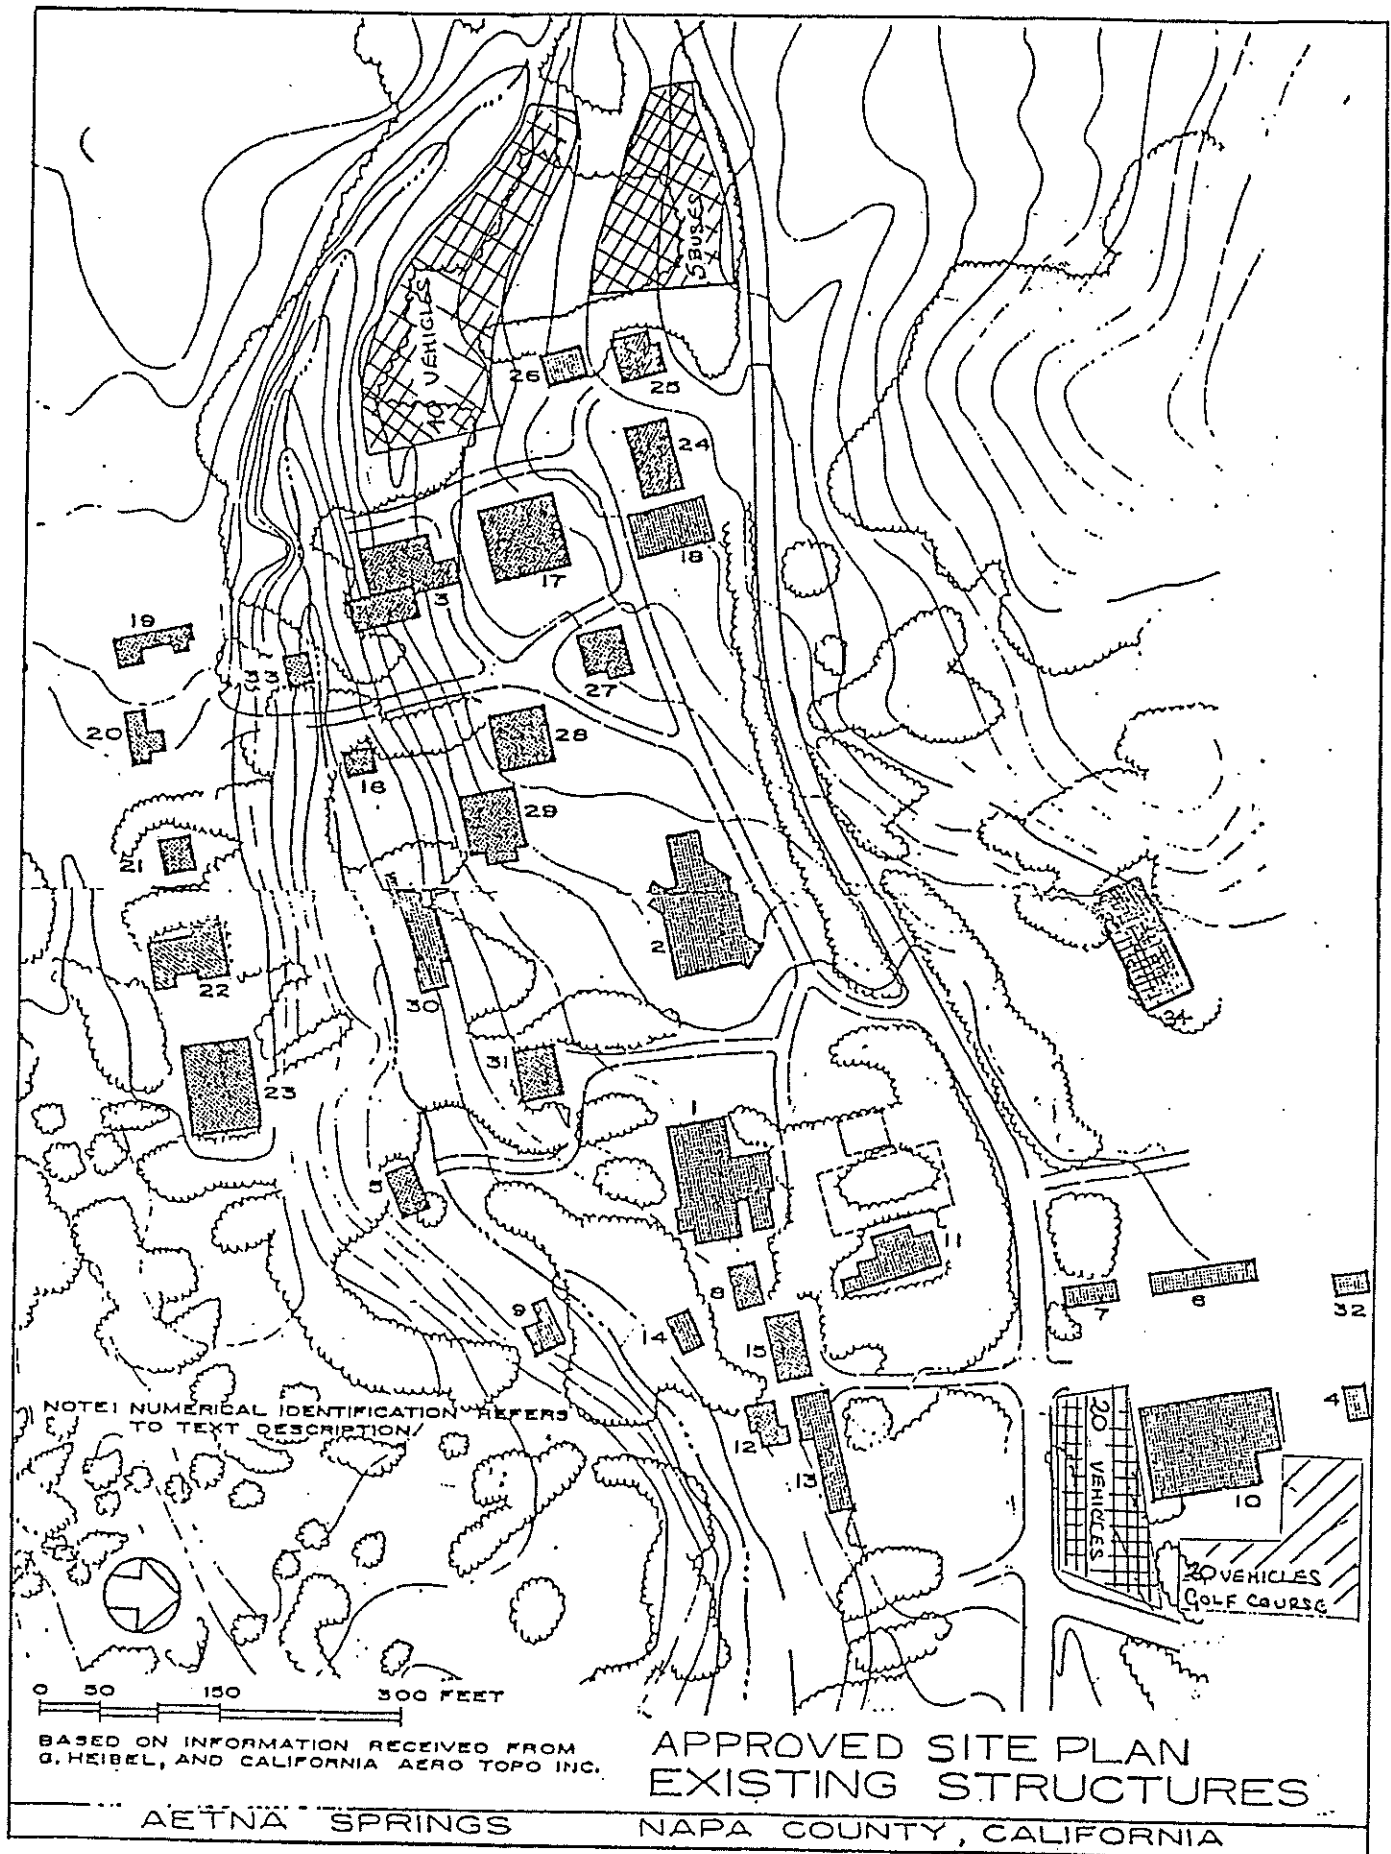 5 BUSES
40 VEHICLES
26
25
24
18
17
3
19
33
27
20
28
16
29
21
2
22
30
34
31
23
1
5
11
8
7
6
32
9
14
15
NOTE: NUMERICAL IDENTIFICATION REFERS
TO TEXT DESCRIPTION
4
12
20 VEHICLES
13
10
20 VEHICLES
GOLF COURSE
0 50 150 300 FEET
BASED ON INFORMATION RECEIVED FROM
G. HEIBEL, AND CALIFORNIA AERO TOPO INC.
APPROVED SITE PLAN
EXISTING STRUCTURES
AETNA SPRINGS NAPA COUNTY, CALIFORNIA